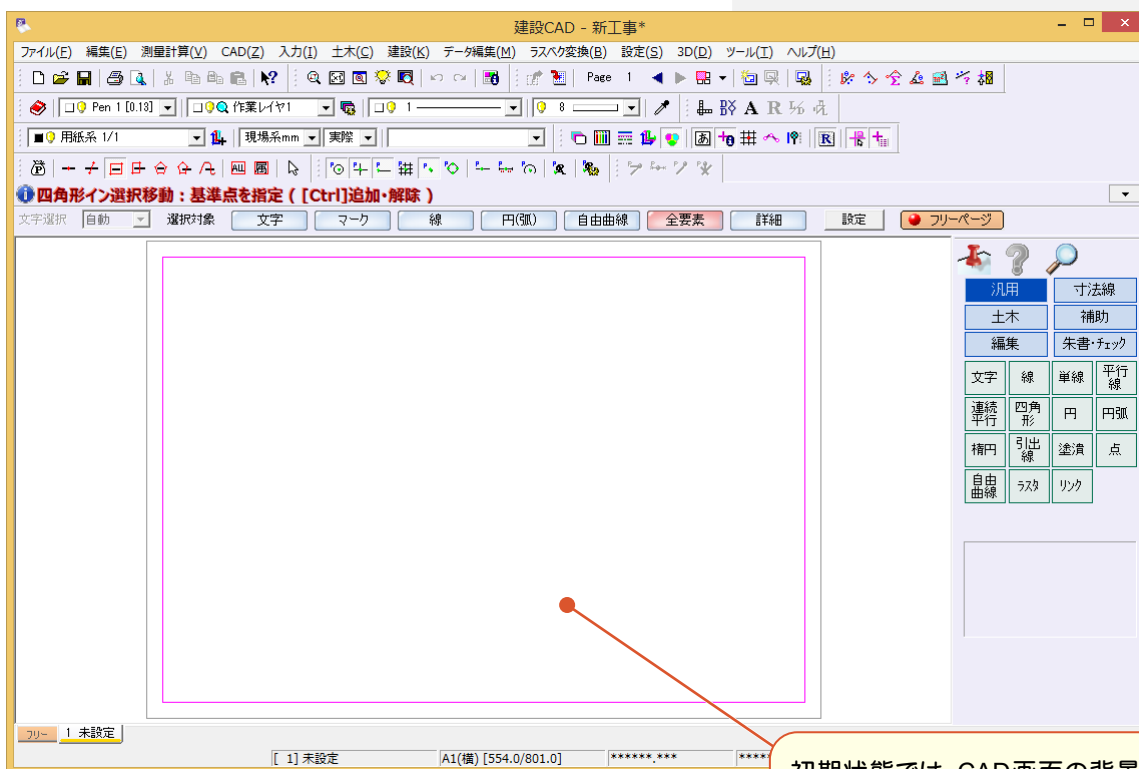 建設CAD - 新工事*
ファイル(F) 編集(E) 測量計算(V) CAD(Z) 入力(I) 土木(C) 建設(K) データ編集(M) ラスベク変換(B) 設定(S) 3D(D) ツール(T) ヘルプ(H)
Page 1
Pen 1 [0.13] 作業レイヤ1 1 8
用紙系 1/1 現場系mm 実際
四角形イン選択移動：基準点を指定 ( [Ctrl]追加・解除 )
文字選択 自動 選択対象 文字 マーク 線 円(弧) 自由曲線 全要素 詳細 設定 フリーページ
汎用 寸法線
土木 補助
編集 朱書・チェック
文字 線 単線 平行線
連続平行 四角形 円 円弧
楕円 引出線 塗潰 点
自由曲線 ラスタ リンク
フリー 1 未設定
[ 1] 未設定 A1(横) [554.0/801.0] ******.*** ****
初期状態では、CAD画面の背景